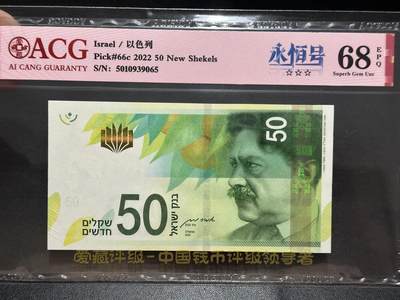 ACG
AI CANG GUARANTY
Israel / 以色列
Pick#66c 2022 50 New Shekels
S/N: 5010939065
永恒号
☆☆☆
68
EPQ
Superb Gem Unc
50
50
שקלים
חדשים
בנק ישראל
爱藏评级-中国钱币评级领导者